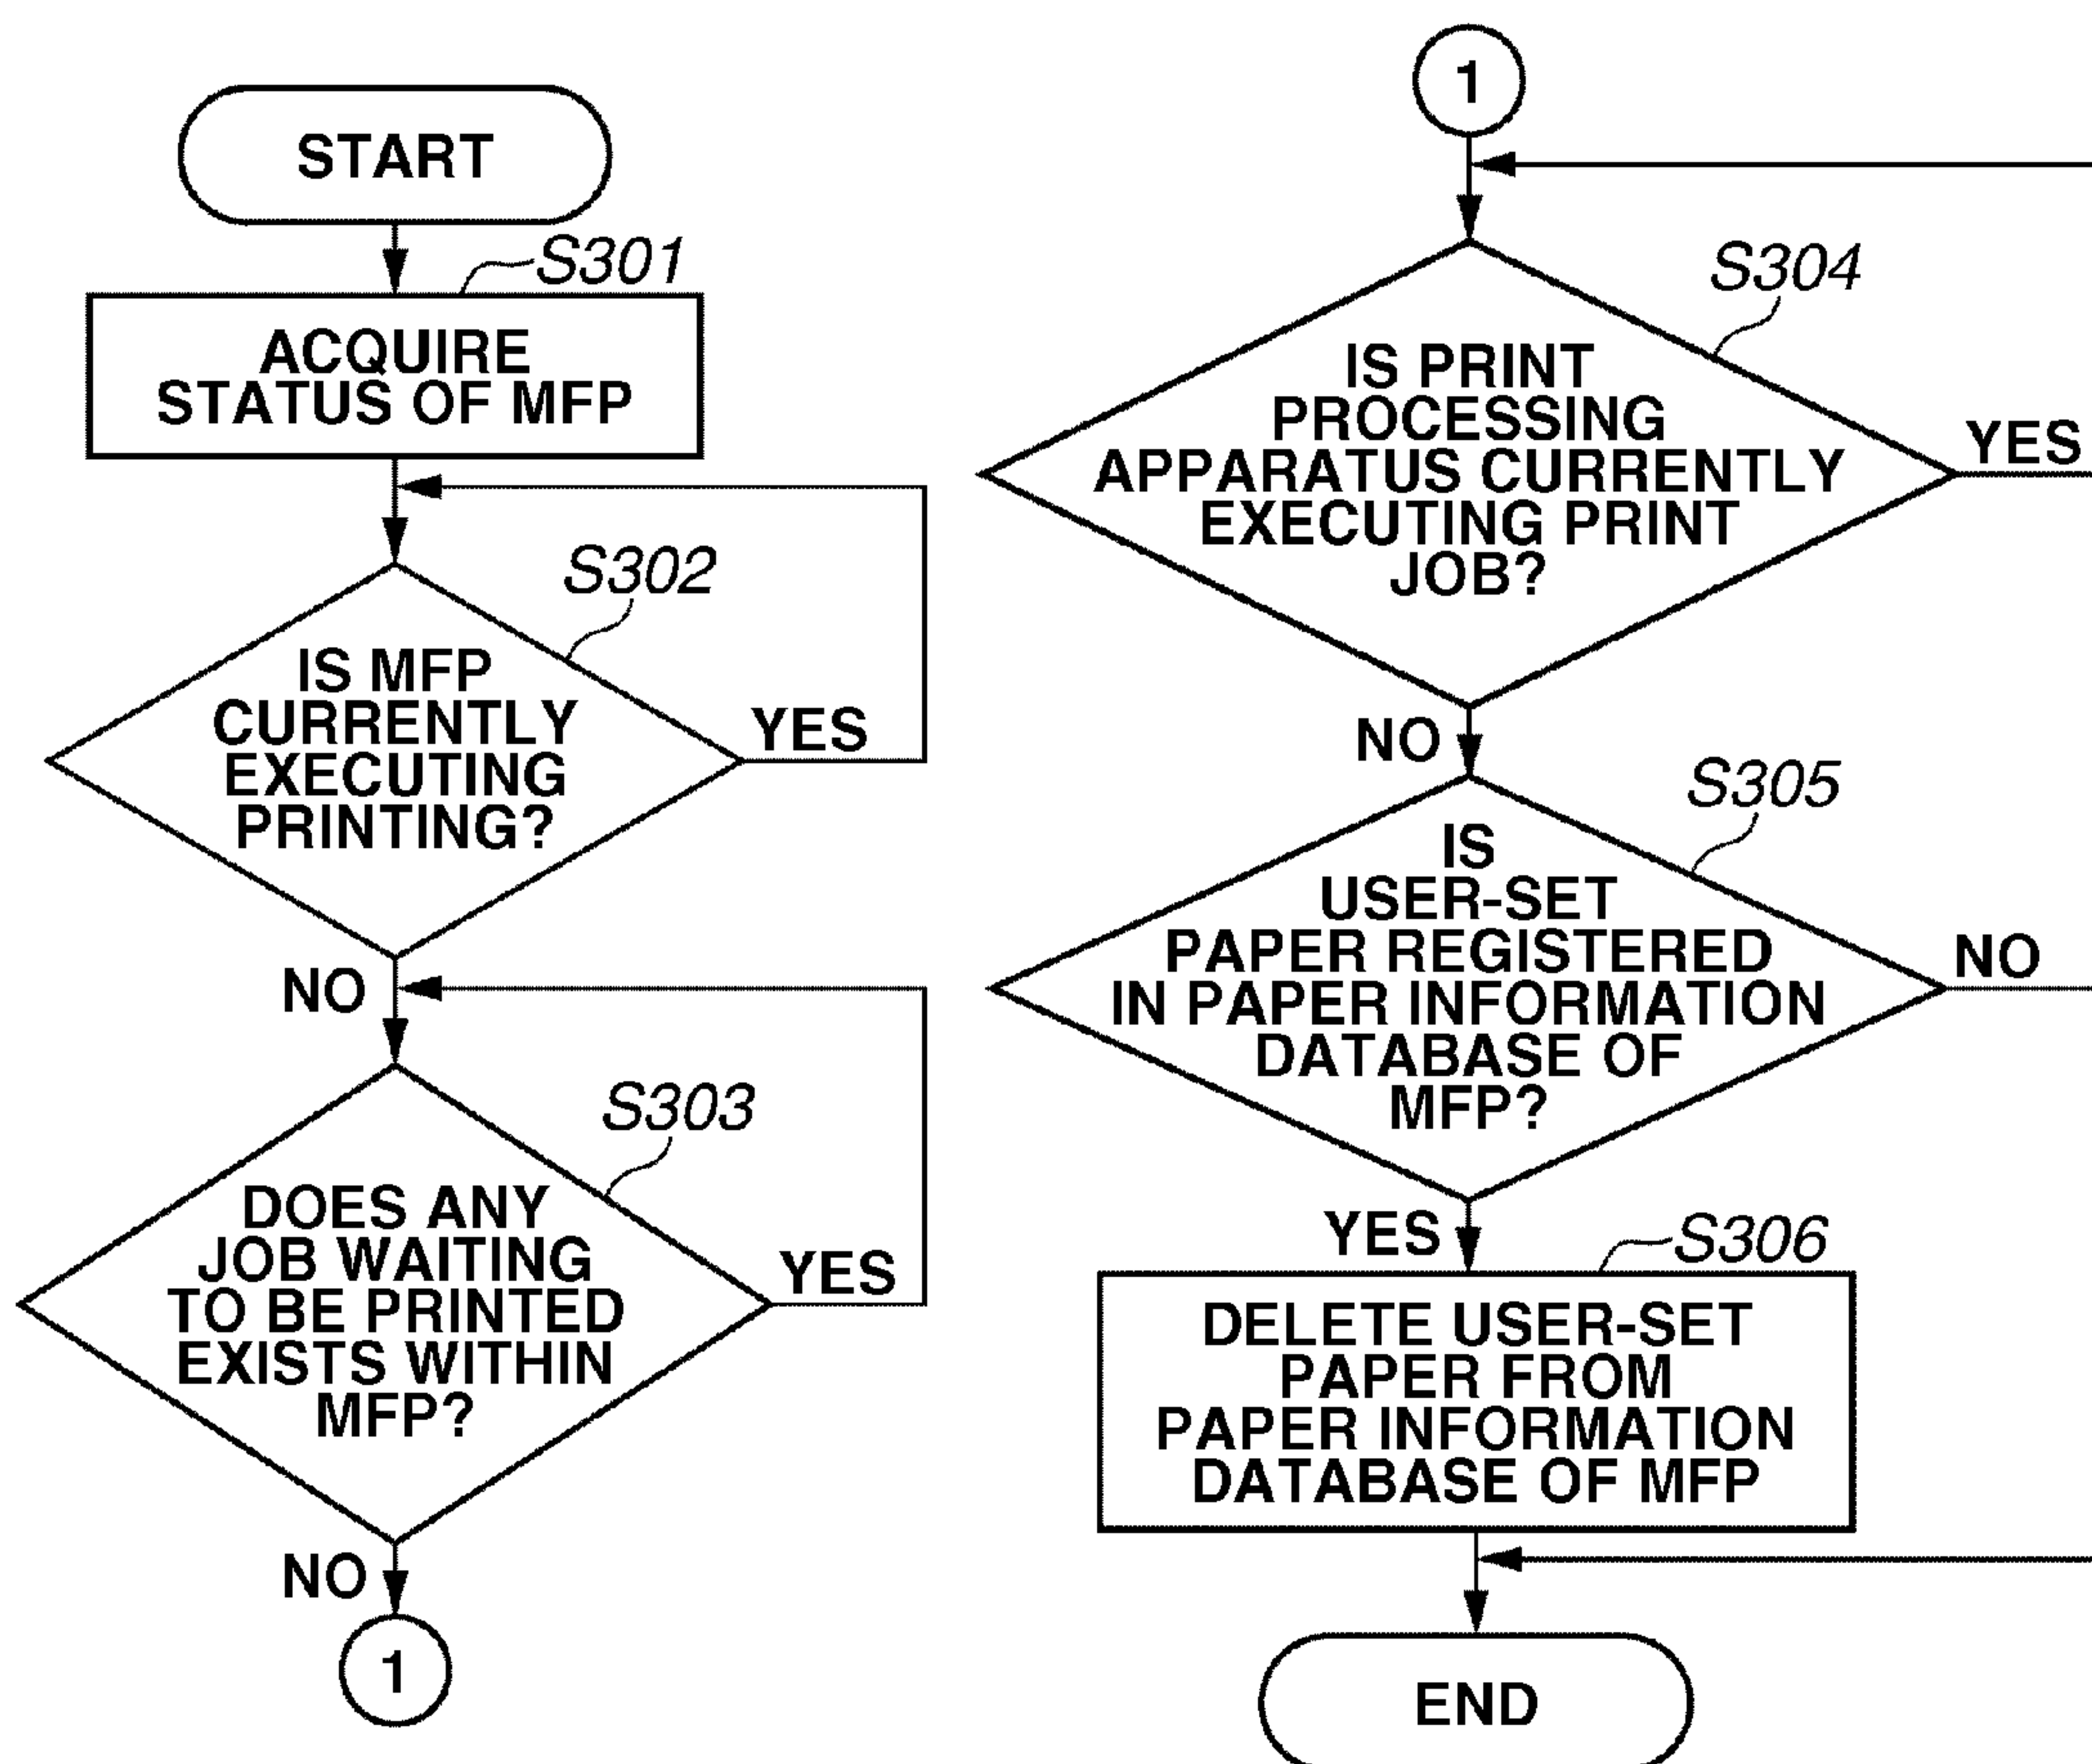 START
S301
ACQUIRE
STATUS OF MFP
S302
IS MFP
CURRENTLY
EXECUTING
PRINTING?
YES
NO
S303
DOES ANY
JOB WAITING
TO BE PRINTED
EXISTS WITHIN
MFP?
YES
NO
1
1
S304
IS PRINT
PROCESSING
APPARATUS CURRENTLY
EXECUTING PRINT
JOB?
YES
NO
S305
IS
USER-SET
PAPER REGISTERED
IN PAPER INFORMATION
DATABASE OF
MFP?
NO
YES
S306
DELETE USER-SET
PAPER FROM
PAPER INFORMATION
DATABASE OF MFP
END